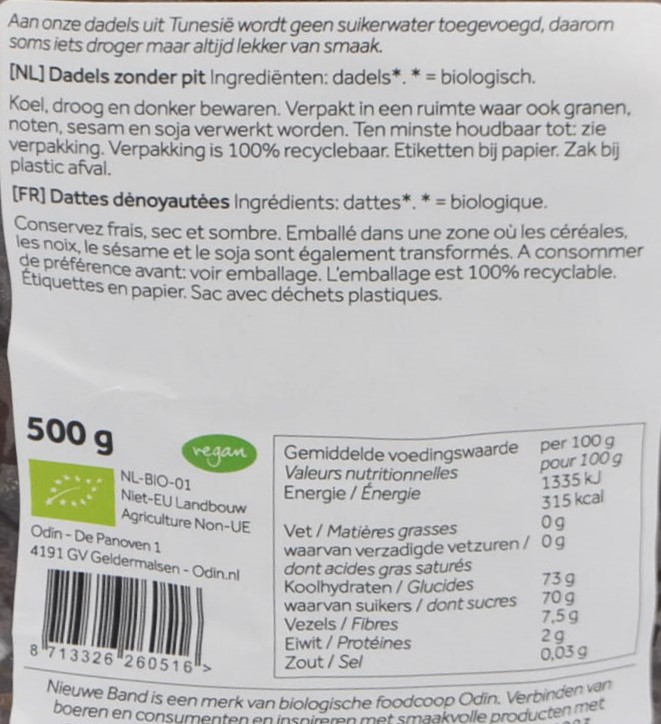 Aan onze dadels uit Tunesië wordt geen suikerwater toegevoegd, daarom
soms iets droger maar altijd lekker van smaak.
[NL] Dadels zonder pit Ingrediënten: dadels*. * = biologisch.
Koel, droog en donker bewaren. Verpakt in een ruimte waar ook granen,
noten, sesam en soja verwerkt worden. Ten minste houdbaar tot: zie
verpakking. Verpakking is 100% recyclebaar. Etiketten bij papier. Zak bij
plastic afval.
[FR] Dattes dénoyautées Ingrédients: dattes*. * = biologique.
Conservez frais, sec et sombre. Emballé dans une zone où les céréales,
les noix, le sésame et le soja sont également transformés. A consommer
de préférence avant: voir emballage. L'emballage est 100% recyclable.
Étiquettes en papier. Sac avec déchets plastiques.
500 g
vegan
NL-BIO-01
Niet-EU Landbouw
Agriculture Non-UE
Odin - De Panoven 1
4191 GV Geldermalsen - Odin.nl
8 713326 260516 >
Gemiddelde voedingswaarde per 100 g
Valeurs nutritionnelles pour 100 g
Energie / Énergie 1335 kJ
315 kcal
Vet / Matières grasses 0 g
waarvan verzadigde vetzuren / 0 g
dont acides gras saturés
Koolhydraten / Glucides 73 g
waarvan suikers / dont sucres 70 g
Vezels / Fibres 7,5 g
Eiwit / Protéines 2 g
Zout / Sel 0,03 g
Nieuwe Band is een merk van biologische foodcoop Odin. Verbinden van
boeren en consumenten en inspireren met smaakvolle producten met